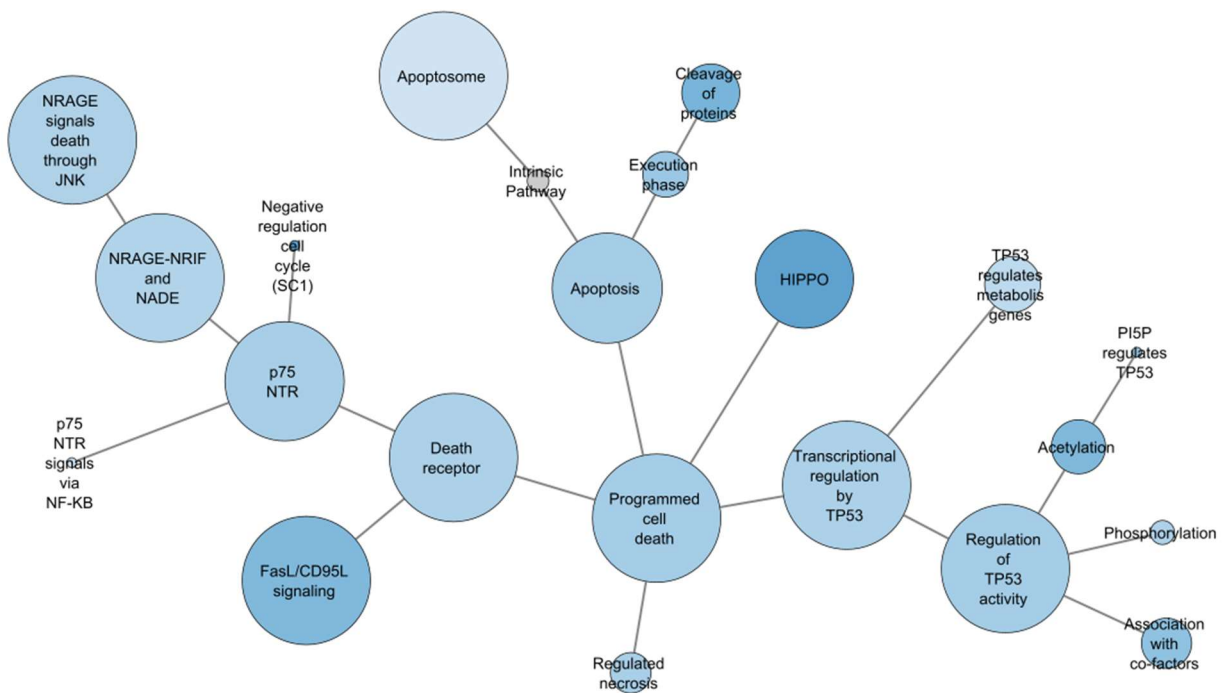 Apoptosome
Cleavage
of
proteins
NRAGE
signals
death
through
JNK
Execution
phase
Intrinsic
Pathway
Negative
regulation
cell
cycle
(SC1)
NRAGE-NRIF
and
NADE
Apoptosis
HIPPO
TP53
regulates
metabolis
genes
PI5P
regulates
TP53
p75
NTR
p75
NTR
signals
via
NF-KB
Death
receptor
Transcriptional
regulation
by
TP53
Acetylation
Programmed
cell
death
Phosphorylation
Regulation
of
TP53
activity
FasL/CD95L
signaling
Association
with
co-factors
Regulated
necrosis